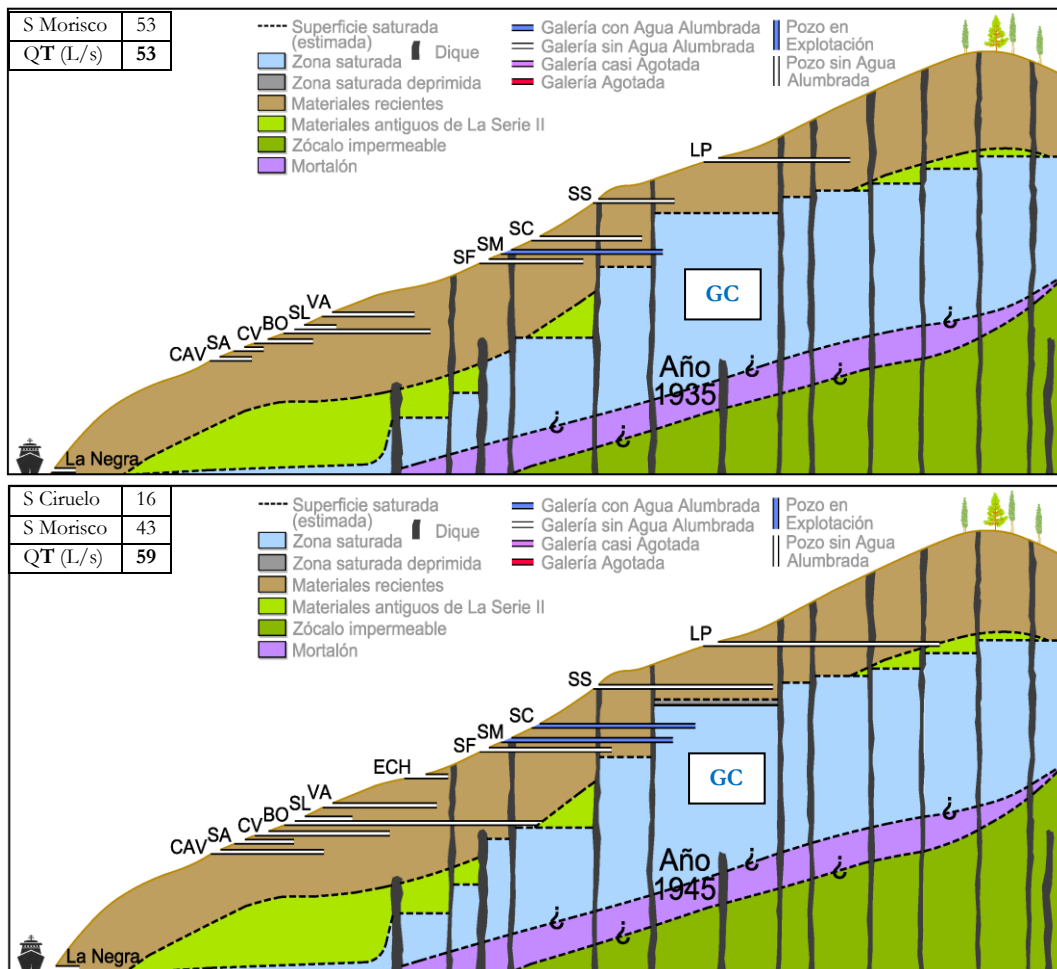 S Morisco 53
QT (L/s) 53
Superficie saturada
(estimada)
Dique
Zona saturada
Zona saturada deprimida
Materiales recientes
Materiales antiguos de La Serie II
Zócalo impermeable
Mortalón
Galería con Agua Alumbrada
Galería sin Agua Alumbrada
Galería casi Agotada
Galería Agotada
Pozo en
Explotación
Pozo sin Agua
Alumbrada
LP
SS
SC
SM
SF
VA
SL
BO
CV
SA
CAV
GC
Año
1935
¿
¿
¿
¿
¿
La Negra
S Ciruelo 16
S Morisco 43
QT (L/s) 59
Superficie saturada
(estimada)
Dique
Zona saturada
Zona saturada deprimida
Materiales recientes
Materiales antiguos de La Serie II
Zócalo impermeable
Mortalón
Galería con Agua Alumbrada
Galería sin Agua Alumbrada
Galería casi Agotada
Galería Agotada
Pozo en
Explotación
Pozo sin Agua
Alumbrada
LP
SS
SC
SM
SF
ECH
VA
SL
BO
CV
SA
CAV
GC
Año
1945
¿
¿
¿
¿
¿
La Negra